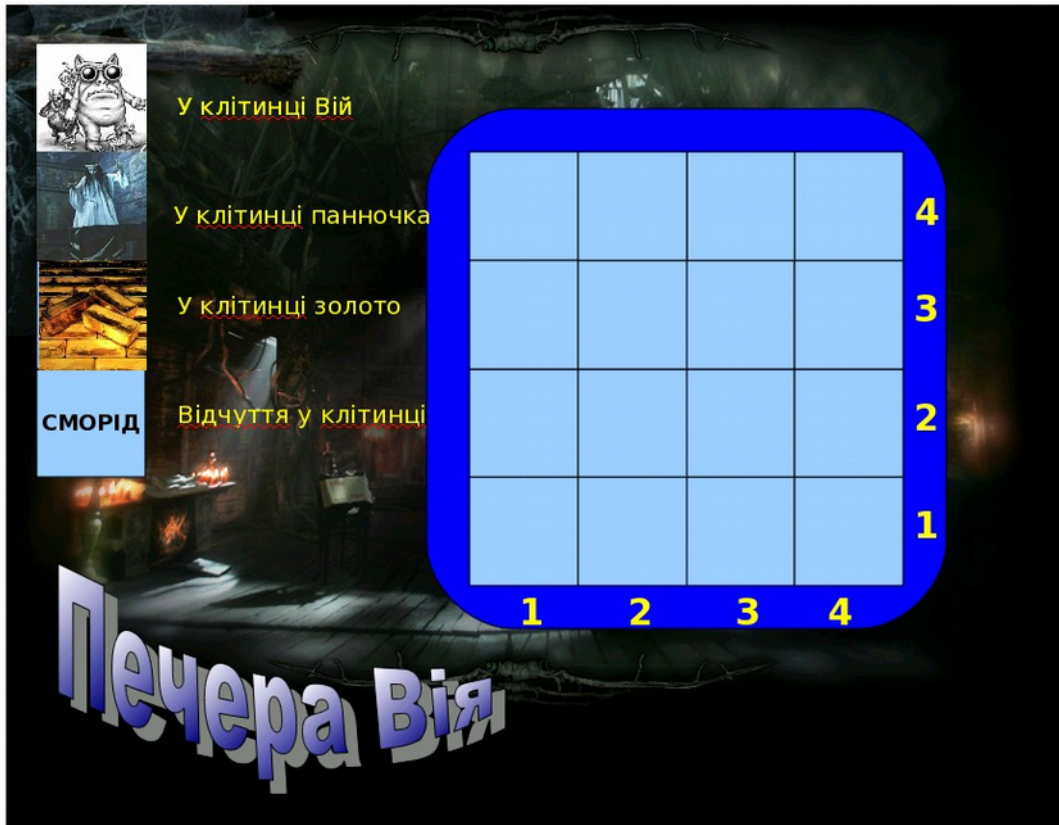 У клітинці Вій
У клітинці панночка
У клітинці золото
СМОРІД
Відчуття у клітинці
4
3
2
1
1 2 3 4
Печера Вія